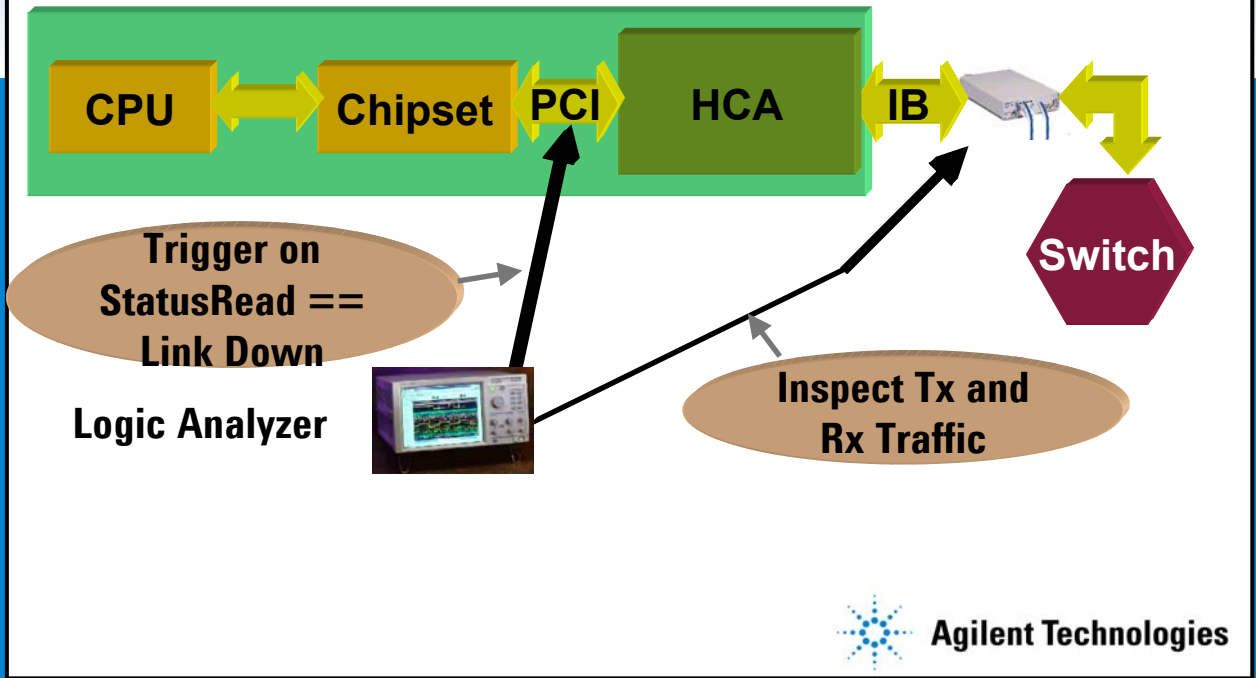 CPU
Chipset
PCI
HCA
IB
Switch
Trigger on
StatusRead ==
Link Down
Logic Analyzer
Inspect Tx and
Rx Traffic
Agilent Technologies